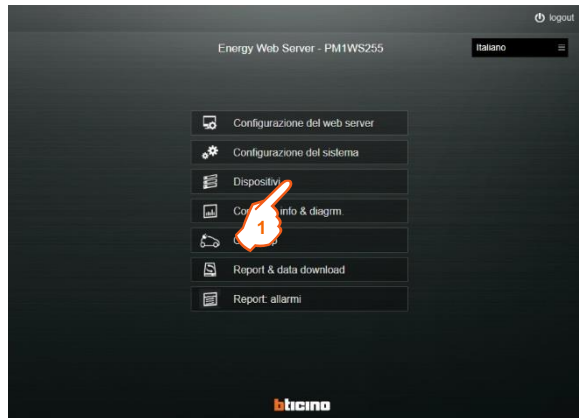 logout
Energy Web Server - PM1WS255
Italiano
Configurazione del web server
Configurazione del sistema
Dispositivi
info & diagrm.
1
Report & data download
Report: allarmi
bticino